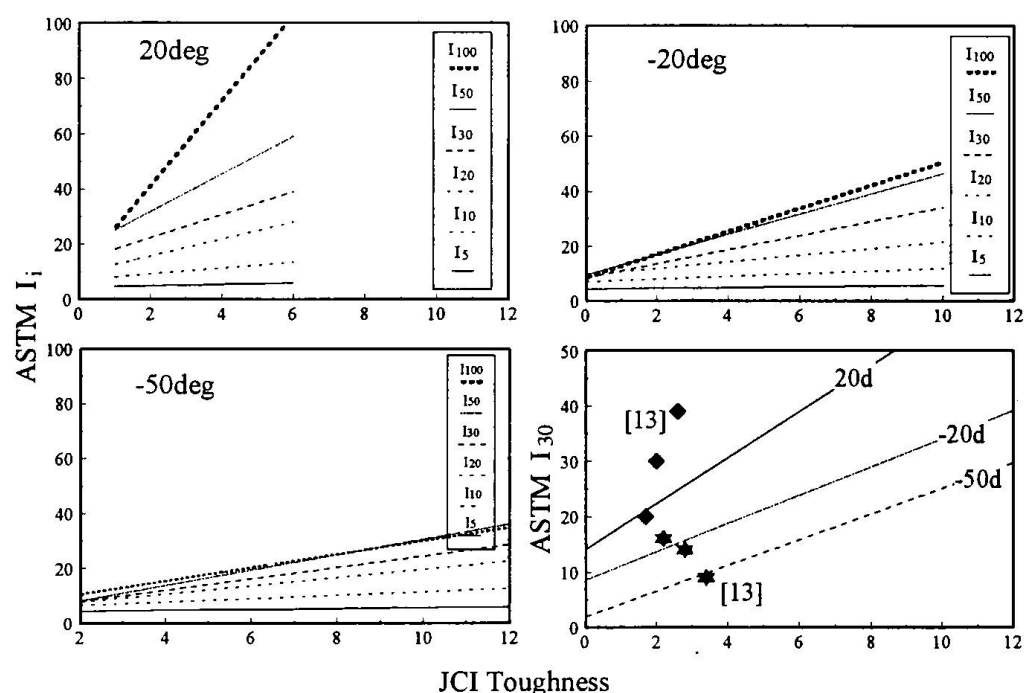 100
80
60
40
20
0
20deg
I100
I50
I30
I20
I10
I5
0 2 4 6 8 10 12
100
80
60
40
20
0
-20deg
I100
I50
I30
I20
I10
I5
0 2 4 6 8 10 12
ASTM Ii
100
80
60
40
20
0
-50deg
I100
I50
I30
I20
I10
I5
2 4 6 8 10 12
ASTM I30
50
40
30
20
10
0
[13]
20d
-20d
-50d
[13]
0 2 4 6 8 10 12
JCI Toughness